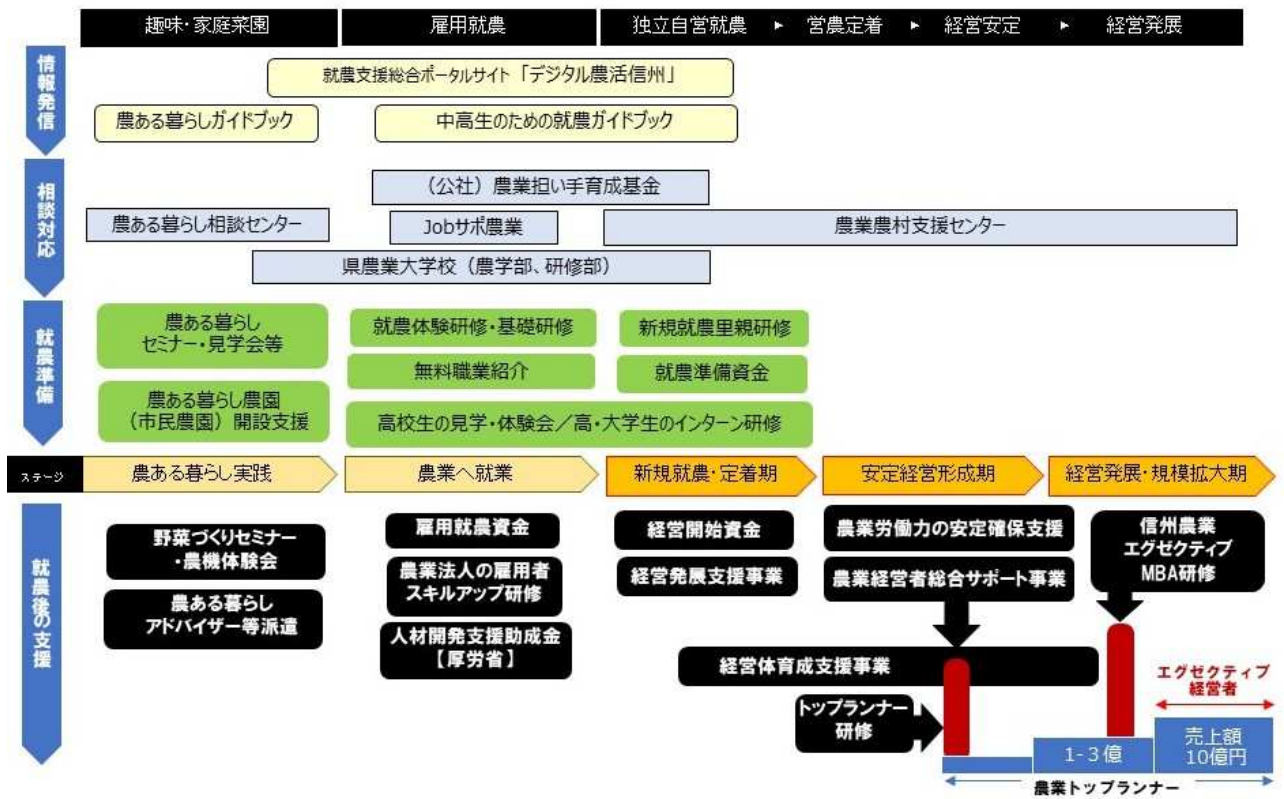 趣味・家庭菜園
雇用就農
独立自営就農 ▶ 営農定着 ▶ 経営安定 ▶ 経営発展
情報発信
就農支援総合ポータルサイト「デジタル農活信州」
農ある暮らしガイドブック
中高生のための就農ガイドブック
相談対応
（公社）農業担い手育成基金
農ある暮らし相談センター
Jobサポ農業
農業農村支援センター
県農業大学校（農学部、研修部）
就農準備
農ある暮らし
セミナー・見学会等
就農体験研修・基礎研修
新規就農里親研修
無料職業紹介
就農準備資金
農ある暮らし農園
（市民農園）開設支援
高校生の見学・体験会／高・大学生のインターン研修
ステージ
農ある暮らし実践
農業へ就業
新規就農・定着期
安定経営形成期
経営発展・規模拡大期
就農後の支援
野菜づくりセミナー
・農機体験会
農ある暮らし
アドバイザー等派遣
雇用就農資金
農業法人の雇用者
スキルアップ研修
人材開発支援助成金
【厚労省】
経営開始資金
経営発展支援事業
農業労働力の安定確保支援
農業経営者総合サポート事業
信州農業
エグゼクティブ
MBA研修
経営体育成支援事業
トップランナー
研修
エグゼクティブ
経営者
1-3億
売上額
10億円
農業トップランナー